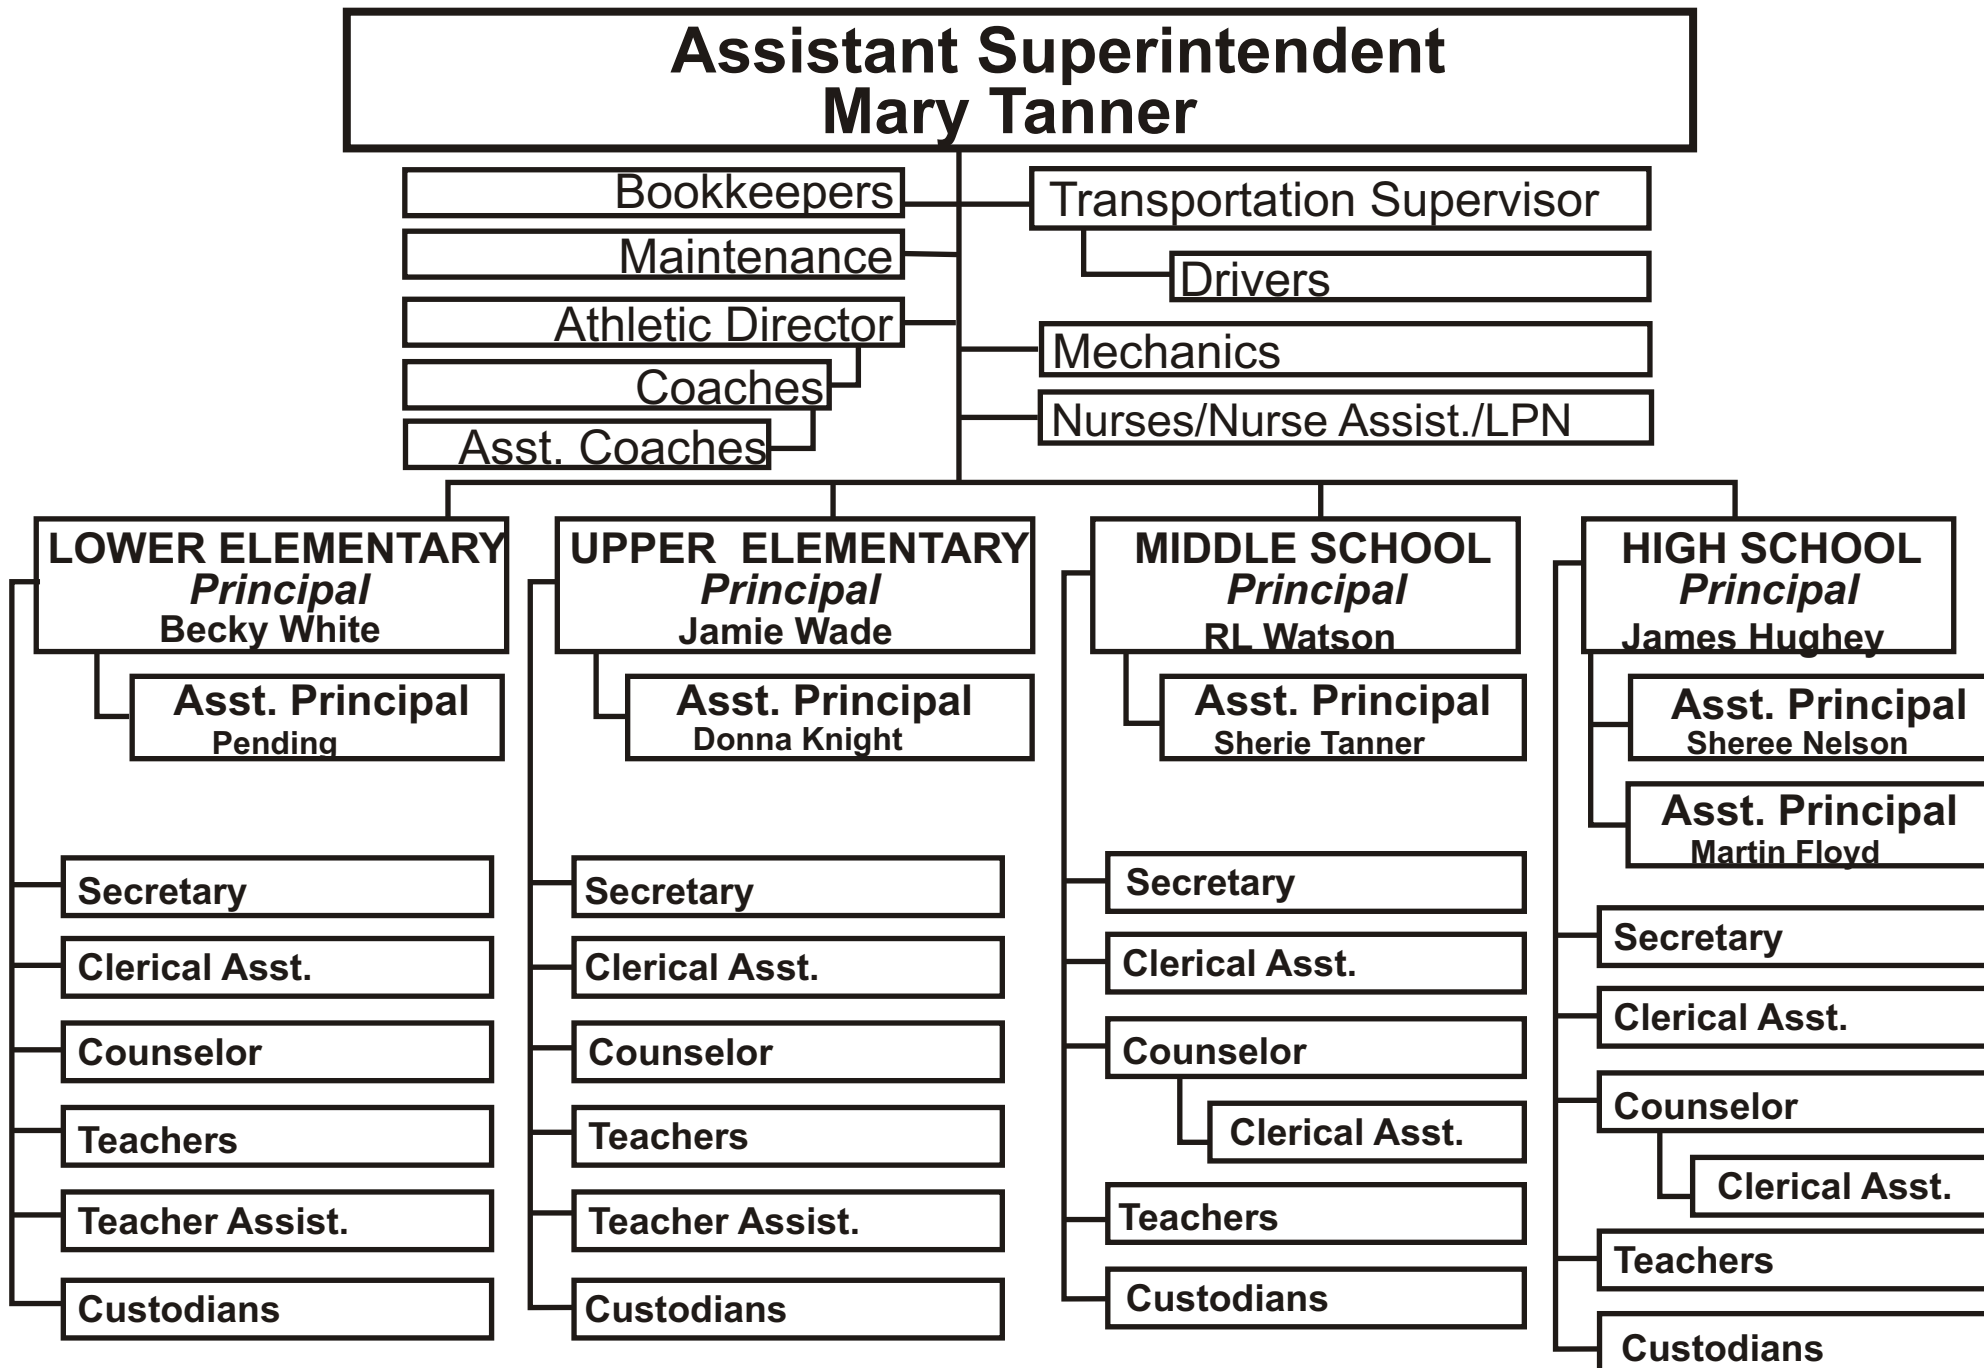 Assistant Superintendent
Mary Tanner
Bookkeepers
Maintenance
Athletic Director
Coaches
Asst. Coaches
Transportation Supervisor
Drivers
Mechanics
Nurses/Nurse Assist./LPN
LOWER ELEMENTARY
Principal
Becky White
Asst. Principal
Pending
Secretary
Clerical Asst.
Counselor
Teachers
Teacher Assist.
Custodians
UPPER ELEMENTARY
Principal
Jamie Wade
Asst. Principal
Donna Knight
Secretary
Clerical Asst.
Counselor
Teachers
Teacher Assist.
Custodians
MIDDLE SCHOOL
Principal
RL Watson
Asst. Principal
Sherie Tanner
Secretary
Clerical Asst.
Counselor
Clerical Asst.
Teachers
Custodians
HIGH SCHOOL
Principal
James Hughey
Asst. Principal
Sheree Nelson
Asst. Principal
Martin Floyd
Secretary
Clerical Asst.
Counselor
Clerical Asst.
Teachers
Custodians